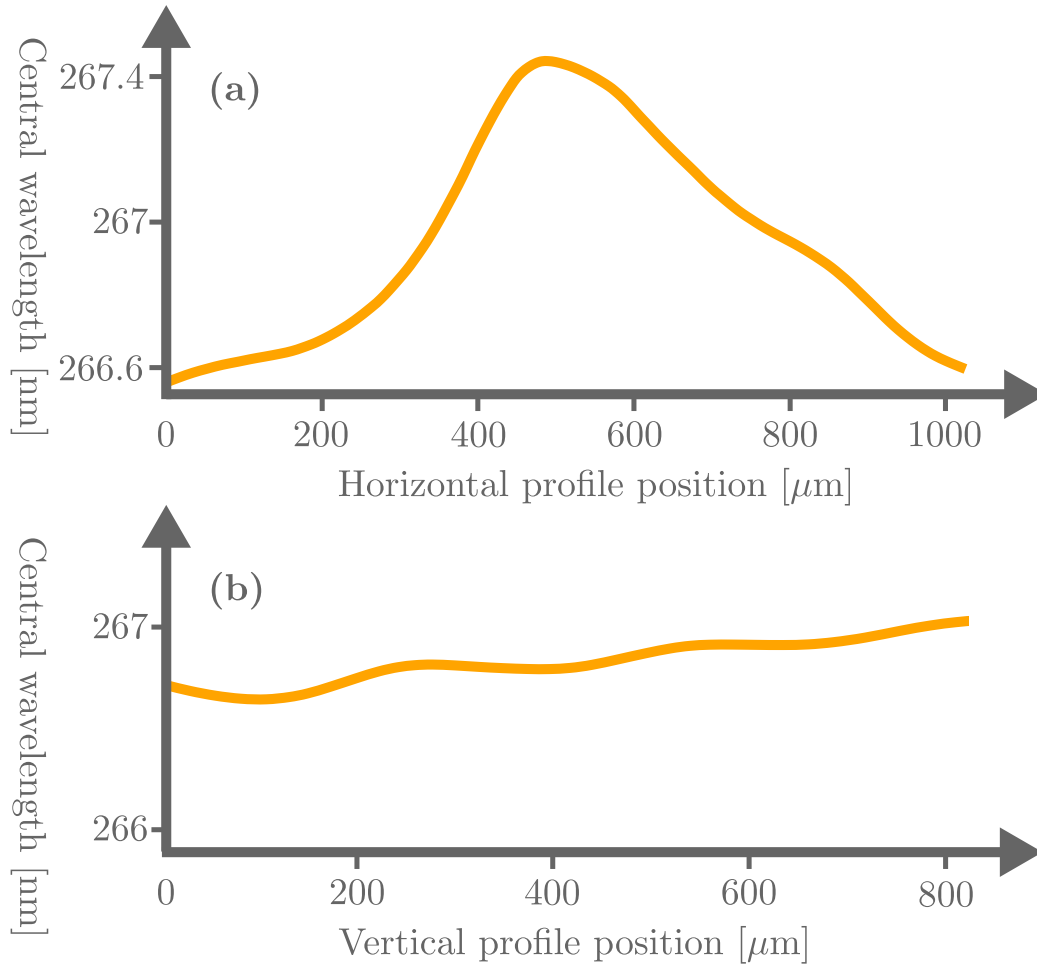 Central wavelength [nm]
(a)
267.4
267
266.6
0 200 400 600 800 1000
Horizontal profile position [μm]
Central wavelength [nm]
(b)
267
266
0 200 400 600 800
Vertical profile position [μm]